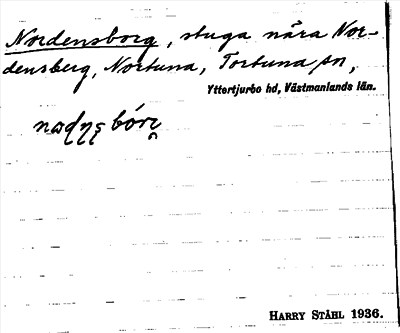 Nordensborg, stuga nära Nor-
densberg, Nortuna, Tortuna sn,
Yttertjurbo hd, Västmanlands län.
HARRY STÅHL 1936.